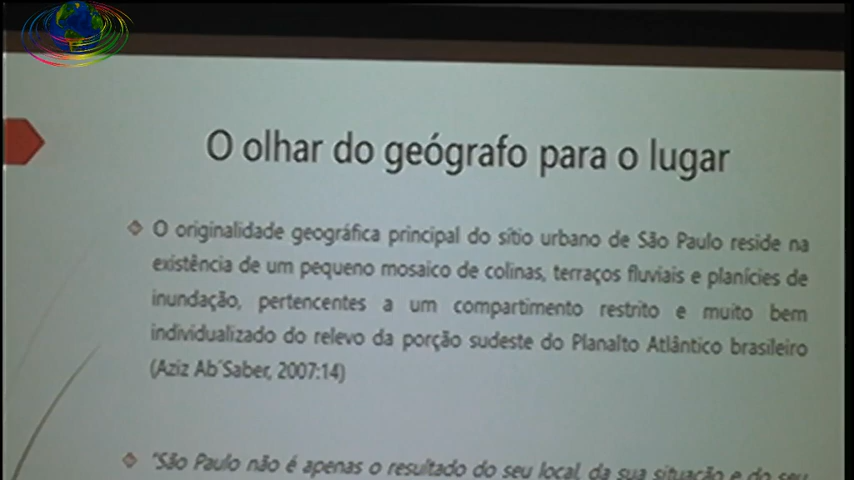 O olhar do geógrafo para o lugar
O originalidade geográfica principal do sítio urbano de São Paulo reside na
existência de um pequeno mosaico de colinas, terraços fluviais e planícies de
inundação, pertencentes a um compartimento restrito e muito bem
individualizado do relevo da porção sudeste do Planalto Atlântico brasileiro
(Aziz Ab´Saber, 2007:14)
"São Paulo não é apenas o resultado do seu local, da sua situação e do seu